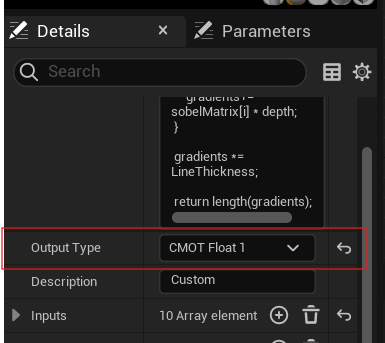 Details
Parameters
Search
sobelMatrix[i] * depth;
}
gradients *=
LineThickness;
return length(gradients);
Output Type
CMOT Float 1
Description
Custom
Inputs
10 Array element